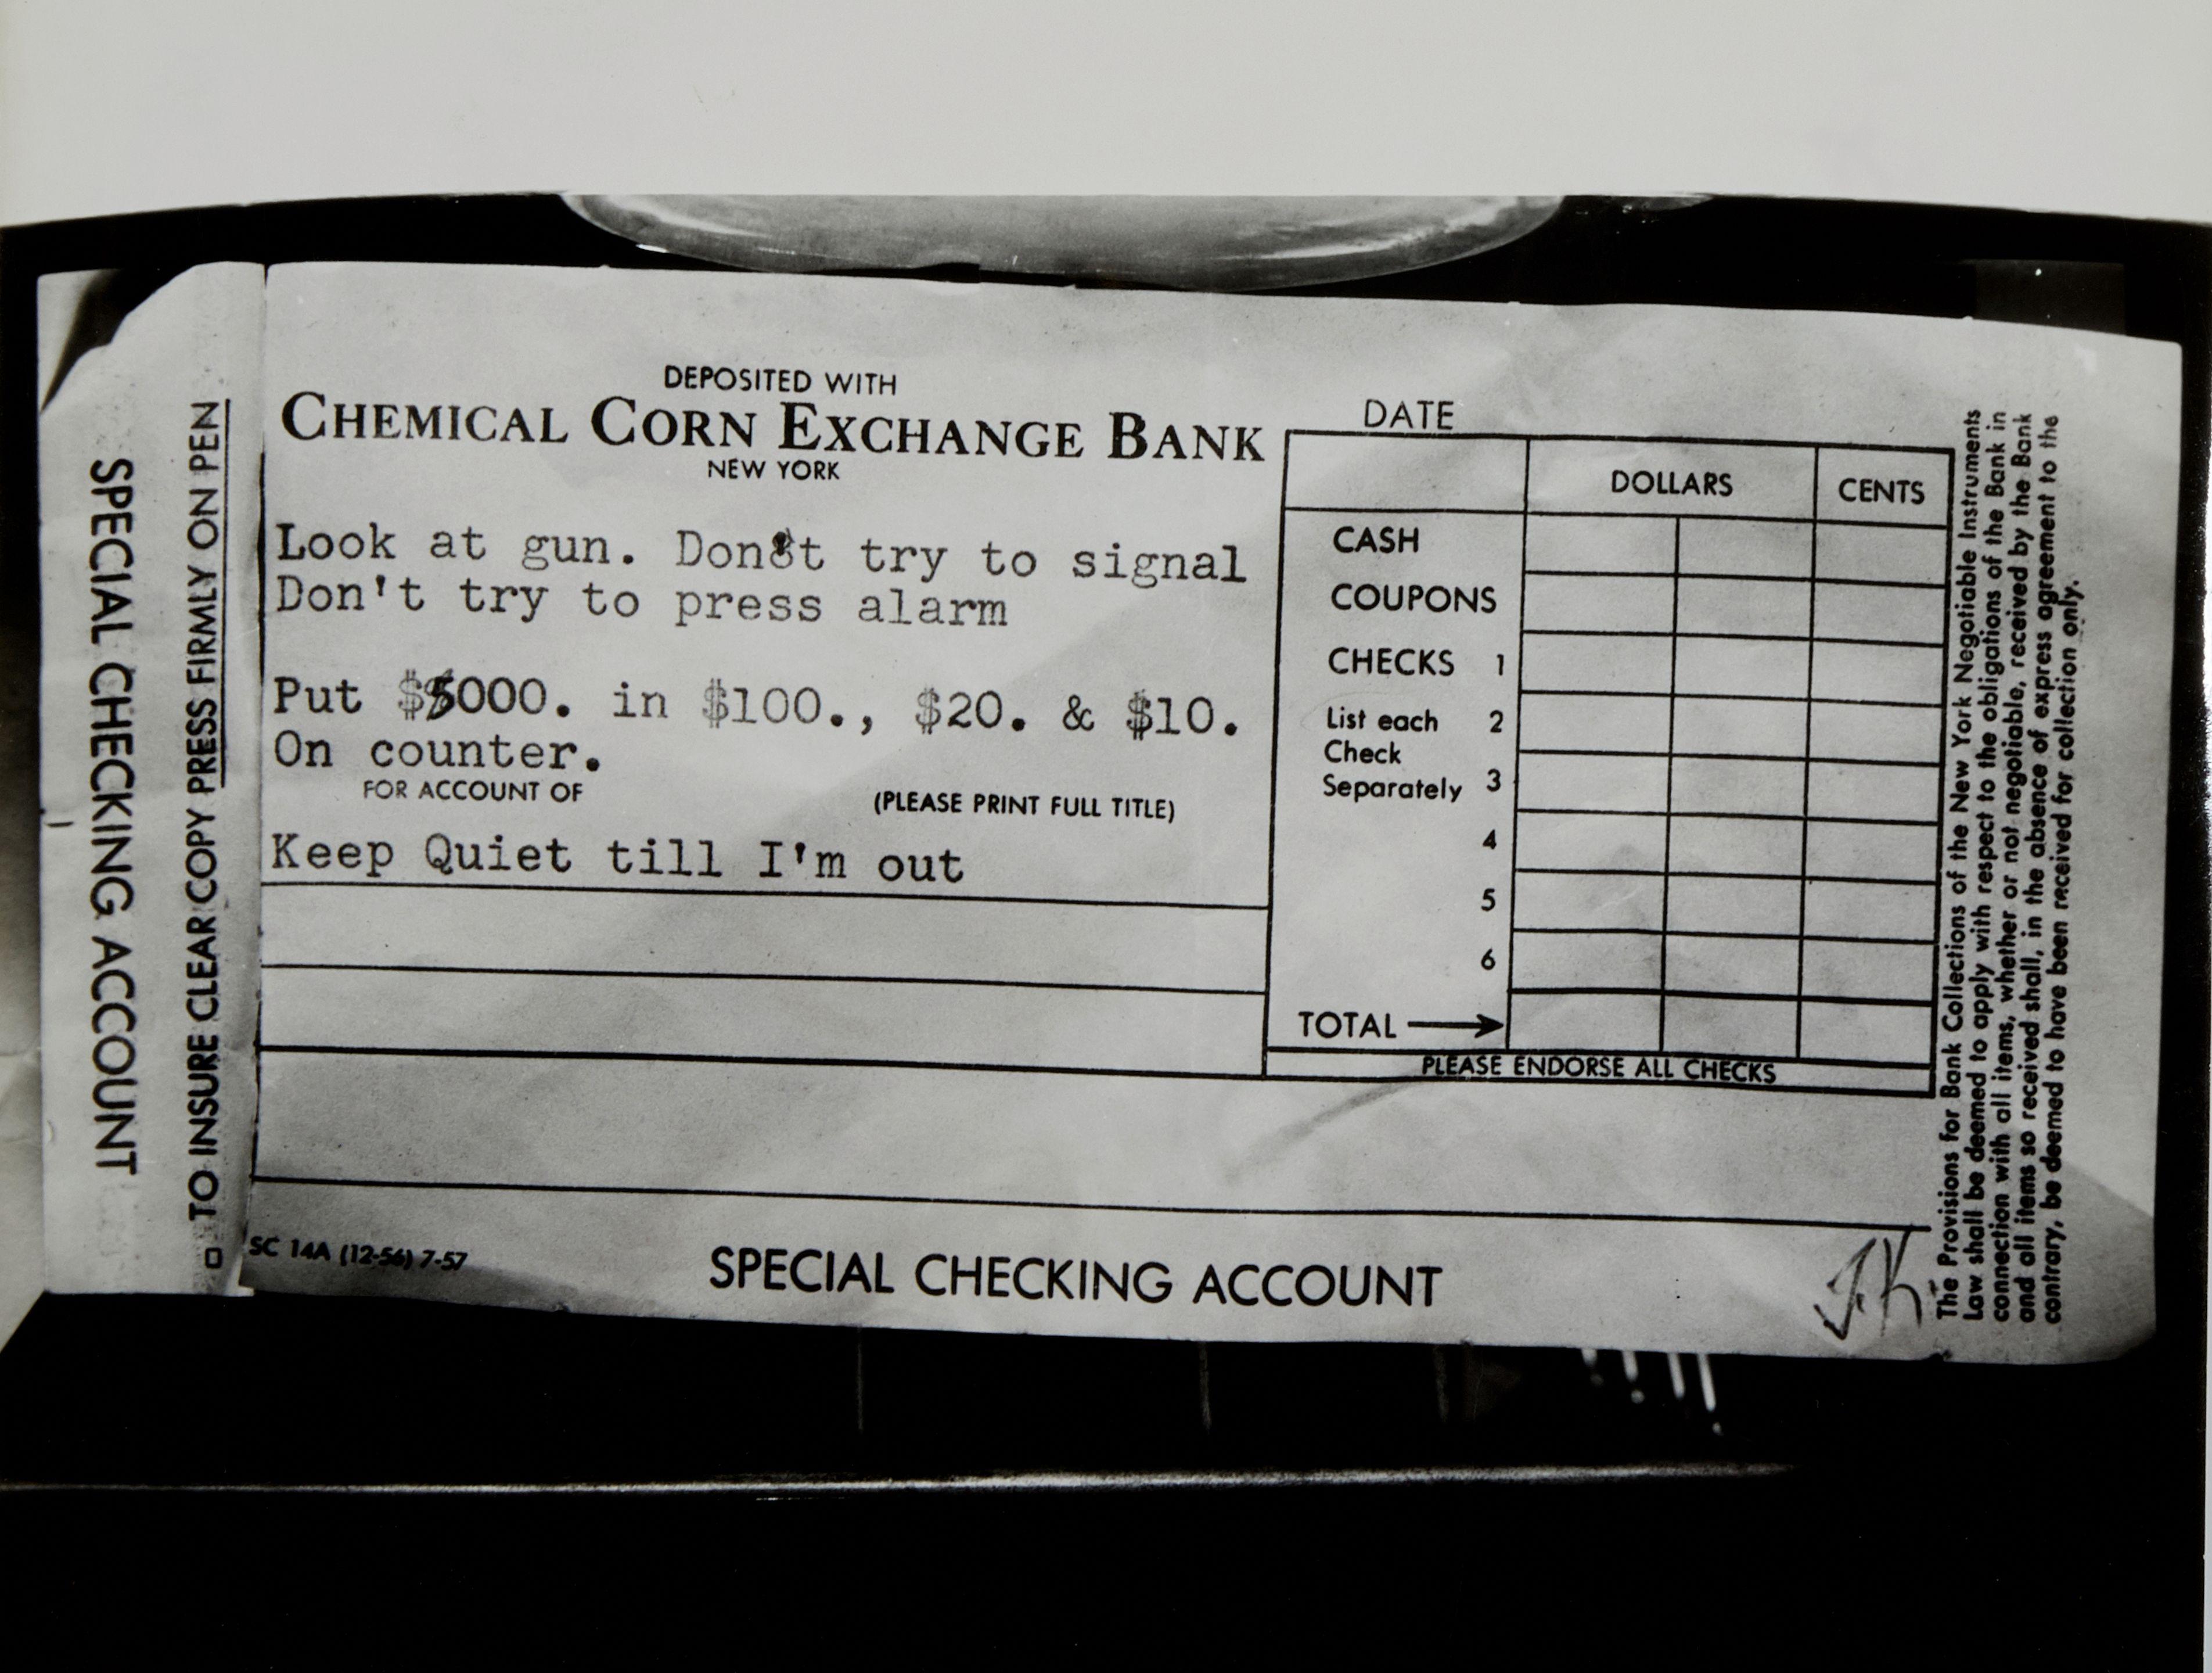 SPECIAL CHECKING ACCOUNT
TO INSURE CLEAR COPY PRESS FIRMLY ON PEN
DEPOSITED WITH
CHEMICAL CORN EXCHANGE BANK
NEW YORK
Look at gun. Don't try to signal
Don't try to press alarm
Put $5000. in $100., $20. & $10.
On counter.
FOR ACCOUNT OF (PLEASE PRINT FULL TITLE)
Keep Quiet till I'm out
DATE
DOLLARS CENTS
CASH
COUPONS
CHECKS 1
List each 2
Check
Separately 3
4
5
6
TOTAL
PLEASE ENDORSE ALL CHECKS
SC 14A (12-56) 7-57
SPECIAL CHECKING ACCOUNT
J.K
The Provisions for Bank Collections of the New York Negotiable Instruments
Law shall be deemed to apply with respect to the obligations of the Bank in
connection with all items, whether or not negotiable, received by the Bank
and all items so received shall, in the absence of express agreement to the
contrary, be deemed to have been received for collection only.